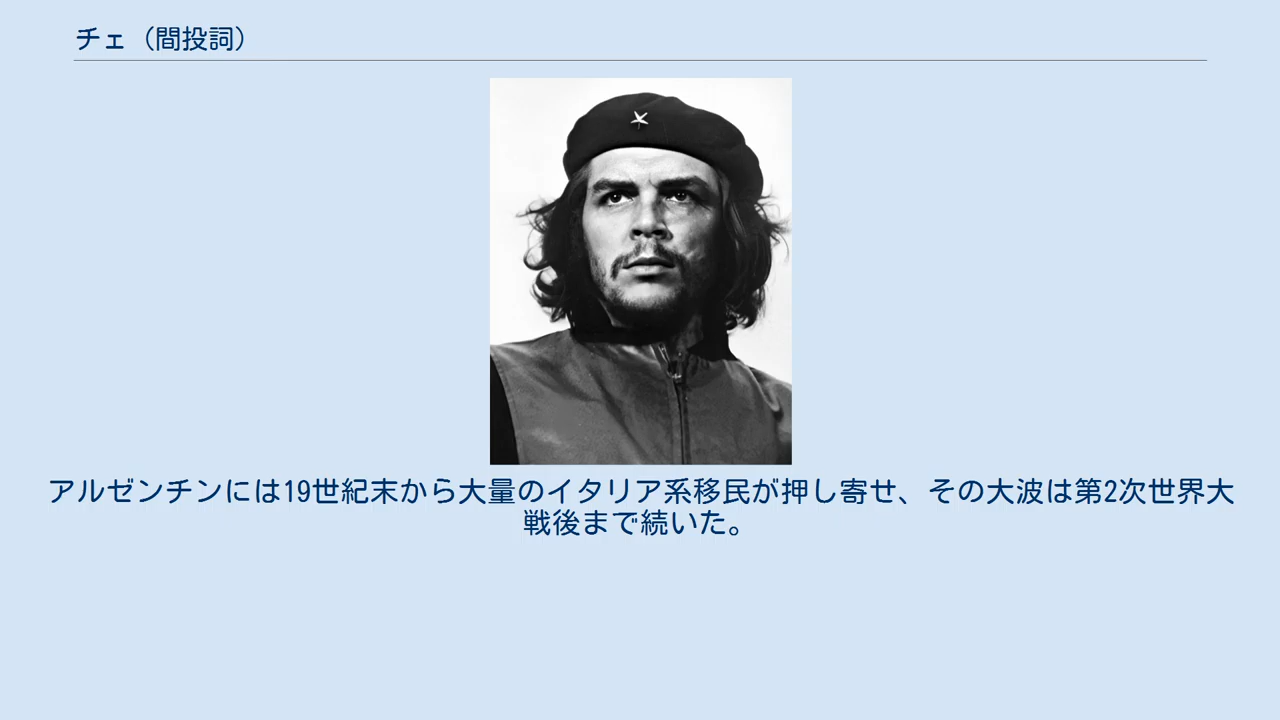 チェ（間投詞）
アルゼンチンには19世紀末から大量のイタリア系移民が押し寄せ、その大波は第2次世界大
戦後まで続いた。